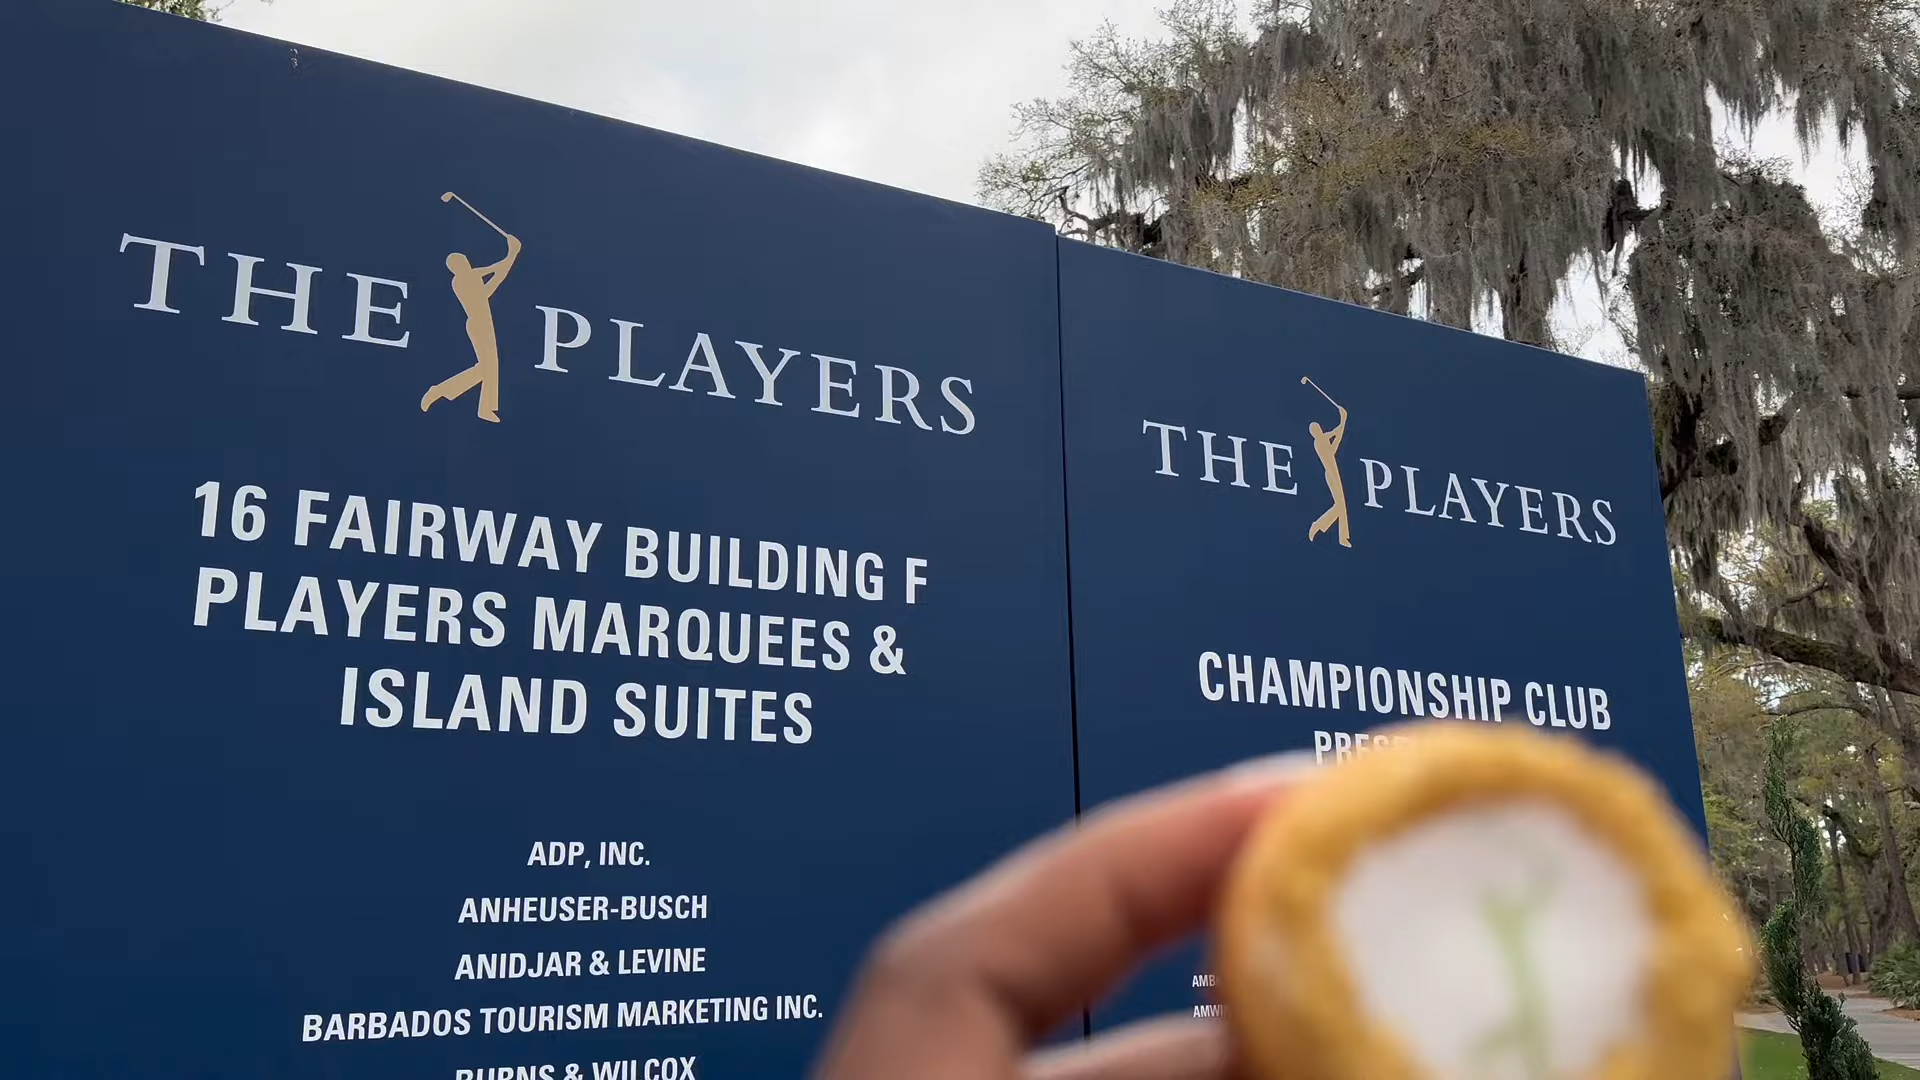 THE PLAYERS
16 FAIRWAY BUILDING F
PLAYERS MARQUEES &
ISLAND SUITES
ADP, INC.
ANHEUSER-BUSCH
ANIDJAR & LEVINE
BARBADOS TOURISM MARKETING INC.
BURNS & WILCOX
THE PLAYERS
CHAMPIONSHIP CLUB